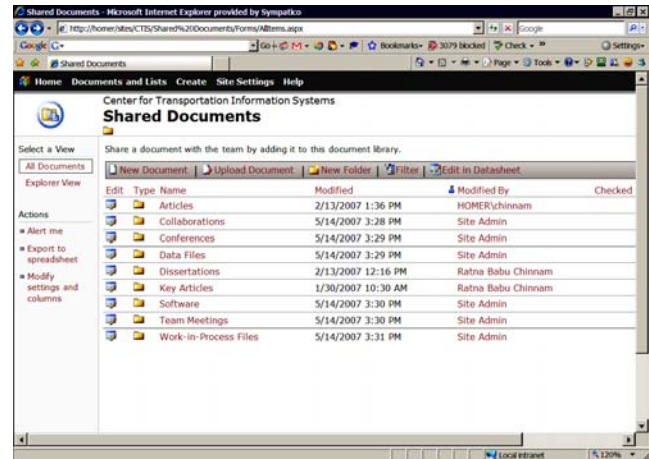 Shared Documents - Microsoft Internet Explorer provided by Sympatico
http://homer/sites/CTIS/Shared%20Documents/Forms/AllItems.aspx
Google
Google G Go Bookmarks 3079 blocked Check Settings
Shared Documents Page Tools
Home Documents and Lists Create Site Settings Help
Center for Transportation Information Systems
Shared Documents
Select a View
Share a document with the team by adding it to this document library.
All Documents
New Document | Upload Document | New Folder | Filter | Edit in Datasheet
Explorer View
Edit Type Name Modified Modified By Checked
Articles 2/13/2007 1:36 PM HOMER\chinnam
Actions
Collaborations 5/14/2007 3:28 PM Site Admin
Alert me
Conferences 5/14/2007 3:29 PM Site Admin
Export to spreadsheet
Data Files 5/14/2007 3:29 PM Site Admin
Modify settings and columns
Dissertations 2/13/2007 12:16 PM Ratna Babu Chinnam
Key Articles 1/30/2007 10:30 AM Ratna Babu Chinnam
Software 5/14/2007 3:30 PM Site Admin
Team Meetings 5/14/2007 3:30 PM Site Admin
Work-in-Process Files 5/14/2007 3:31 PM Site Admin
Local intranet 120%